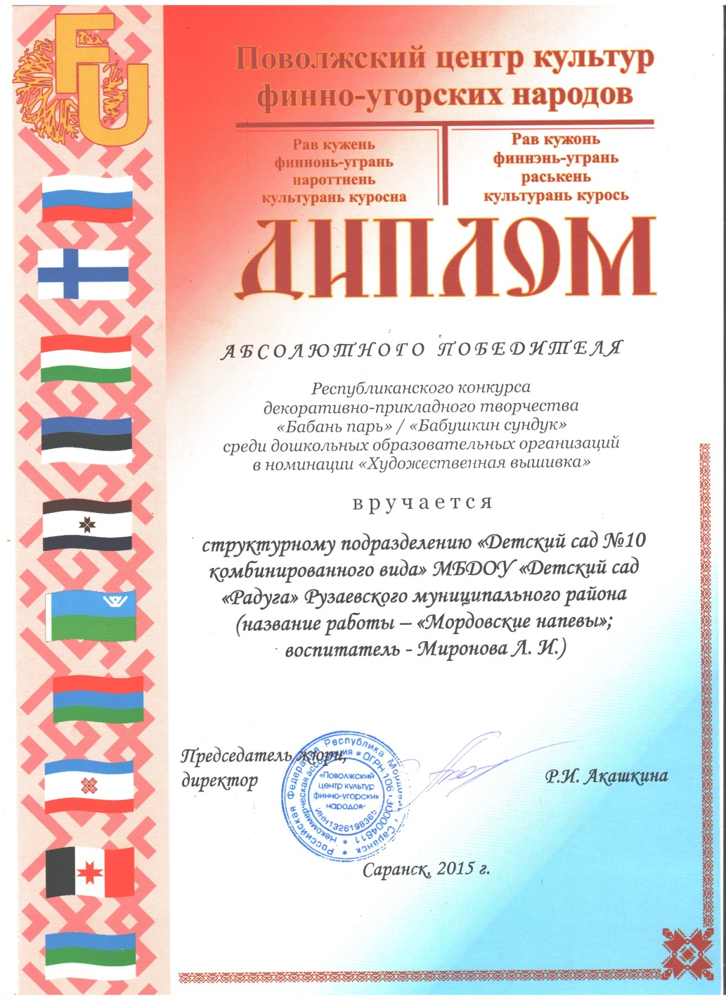 FU
Поволжский центр культур
финно-угорских народов
Рав кужень
финнонь-угрань
нароттнень
культурань куросна
Рав кужонь
финнэнь-угрань
раськень
культурань курось
ДИПЛОМ
АБСОЛЮТНОГО ПОБЕДИТЕЛЯ
Республиканского конкурса
декоративно-прикладного творчества
«Бабань парь» / «Бабушкин сундук»
среди дошкольных образовательных организаций
в номинации «Художественная вышивка»
вручается
структурному подразделению «Детский сад №10
комбинированного вида» МБДОУ «Детский сад
«Радуга» Рузаевского муниципального района
(название работы – «Мордовские напевы»;
воспитатель - Миронова Л. И.)
Председатель жюри,
директор
Р.И. Акашкина
Российская Федерация Республика Мордовия г. Саранск
Некоммерческая ассоциация * ОГРН
«Поволжский
центр культур
финно-угорских
народов»
ИНН1326198365
Саранск, 2015 г.